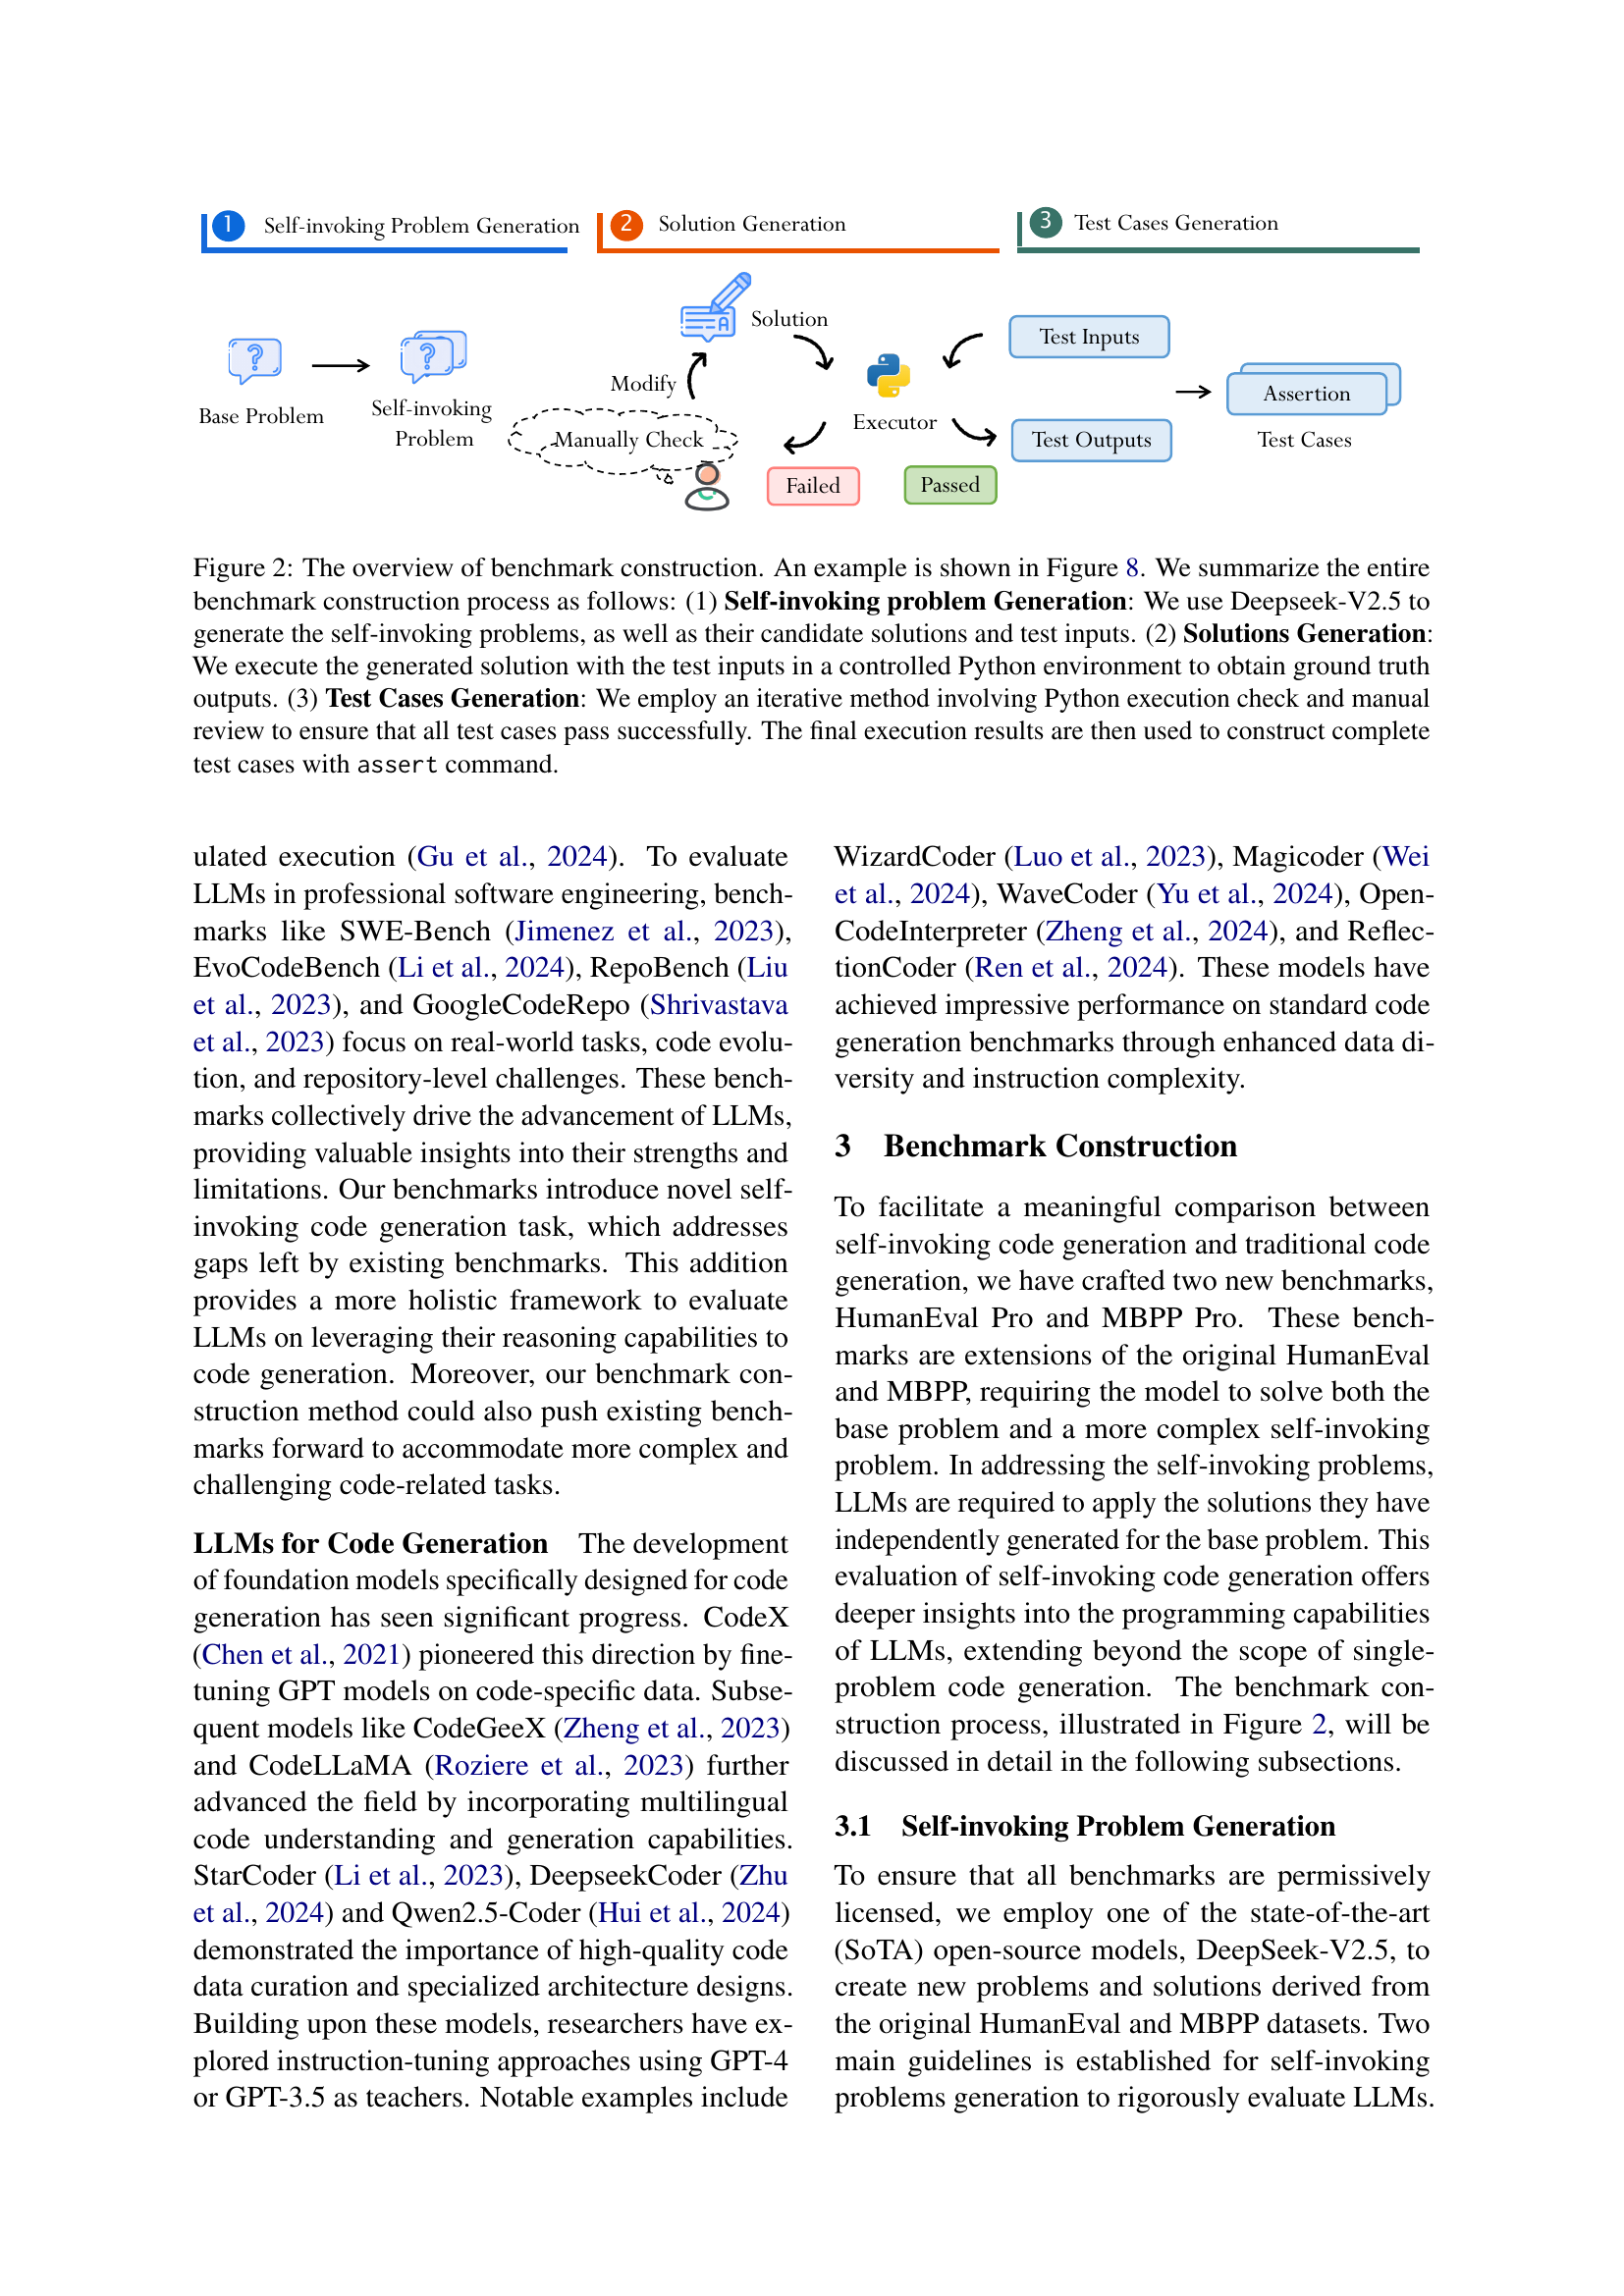 1 Self-invoking Problem Generation
2 Solution Generation
3 Test Cases Generation
Base Problem
Self-invoking
Problem
Solution
Modify
Manually Check
Executor
Failed
Passed
Test Inputs
Test Outputs
Assertion
Test Cases
Figure 2: The overview of benchmark construction. An example is shown in Figure 8. We summarize the entire
benchmark construction process as follows: (1) Self-invoking problem Generation: We use Deepseek-V2.5 to
generate the self-invoking problems, as well as their candidate solutions and test inputs. (2) Solutions Generation:
We execute the generated solution with the test inputs in a controlled Python environment to obtain ground truth
outputs. (3) Test Cases Generation: We employ an iterative method involving Python execution check and manual
review to ensure that all test cases pass successfully. The final execution results are then used to construct complete
test cases with assert command.
ulated execution (Gu et al., 2024). To evaluate
LLMs in professional software engineering, bench-
marks like SWE-Bench (Jimenez et al., 2023),
EvoCodeBench (Li et al., 2024), RepoBench (Liu
et al., 2023), and GoogleCodeRepo (Shrivastava
et al., 2023) focus on real-world tasks, code evolu-
tion, and repository-level challenges. These bench-
marks collectively drive the advancement of LLMs,
providing valuable insights into their strengths and
limitations. Our benchmarks introduce novel self-
invoking code generation task, which addresses
gaps left by existing benchmarks. This addition
provides a more holistic framework to evaluate
LLMs on leveraging their reasoning capabilities to
code generation. Moreover, our benchmark con-
struction method could also push existing bench-
marks forward to accommodate more complex and
challenging code-related tasks.
LLMs for Code Generation The development
of foundation models specifically designed for code
generation has seen significant progress. CodeX
(Chen et al., 2021) pioneered this direction by fine-
tuning GPT models on code-specific data. Subse-
quent models like CodeGeeX (Zheng et al., 2023)
and CodeLLaMA (Roziere et al., 2023) further
advanced the field by incorporating multilingual
code understanding and generation capabilities.
StarCoder (Li et al., 2023), DeepseekCoder (Zhu
et al., 2024) and Qwen2.5-Coder (Hui et al., 2024)
demonstrated the importance of high-quality code
data curation and specialized architecture designs.
Building upon these models, researchers have ex-
plored instruction-tuning approaches using GPT-4
or GPT-3.5 as teachers. Notable examples include
WizardCoder (Luo et al., 2023), Magicoder (Wei
et al., 2024), WaveCoder (Yu et al., 2024), Open-
CodeInterpreter (Zheng et al., 2024), and Reflec-
tionCoder (Ren et al., 2024). These models have
achieved impressive performance on standard code
generation benchmarks through enhanced data di-
versity and instruction complexity.
3 Benchmark Construction
To facilitate a meaningful comparison between
self-invoking code generation and traditional code
generation, we have crafted two new benchmarks,
HumanEval Pro and MBPP Pro. These bench-
marks are extensions of the original HumanEval
and MBPP, requiring the model to solve both the
base problem and a more complex self-invoking
problem. In addressing the self-invoking problems,
LLMs are required to apply the solutions they have
independently generated for the base problem. This
evaluation of self-invoking code generation offers
deeper insights into the programming capabilities
of LLMs, extending beyond the scope of single-
problem code generation. The benchmark con-
struction process, illustrated in Figure 2, will be
discussed in detail in the following subsections.
3.1 Self-invoking Problem Generation
To ensure that all benchmarks are permissively
licensed, we employ one of the state-of-the-art
(SoTA) open-source models, DeepSeek-V2.5, to
create new problems and solutions derived from
the original HumanEval and MBPP datasets. Two
main guidelines is established for self-invoking
problems generation to rigorously evaluate LLMs.